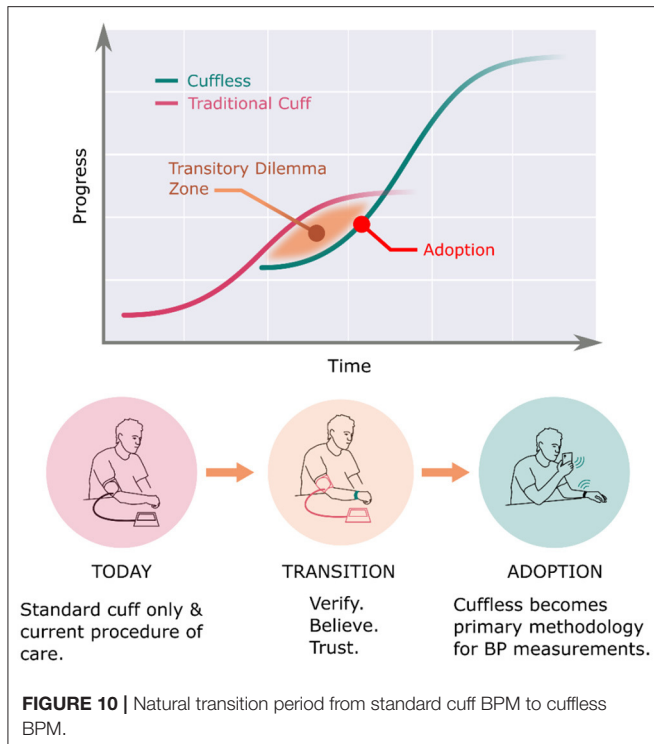 Cuffless
Traditional Cuff
Transitory Dilemma
Zone
Adoption
Progress
Time
TODAY
Standard cuff only &
current procedure of
care.
TRANSITION
Verify.
Believe.
Trust.
ADOPTION
Cuffless becomes
primary methodology
for BP measurements.
FIGURE 10 | Natural transition period from standard cuff BPM to cuffless
BPM.